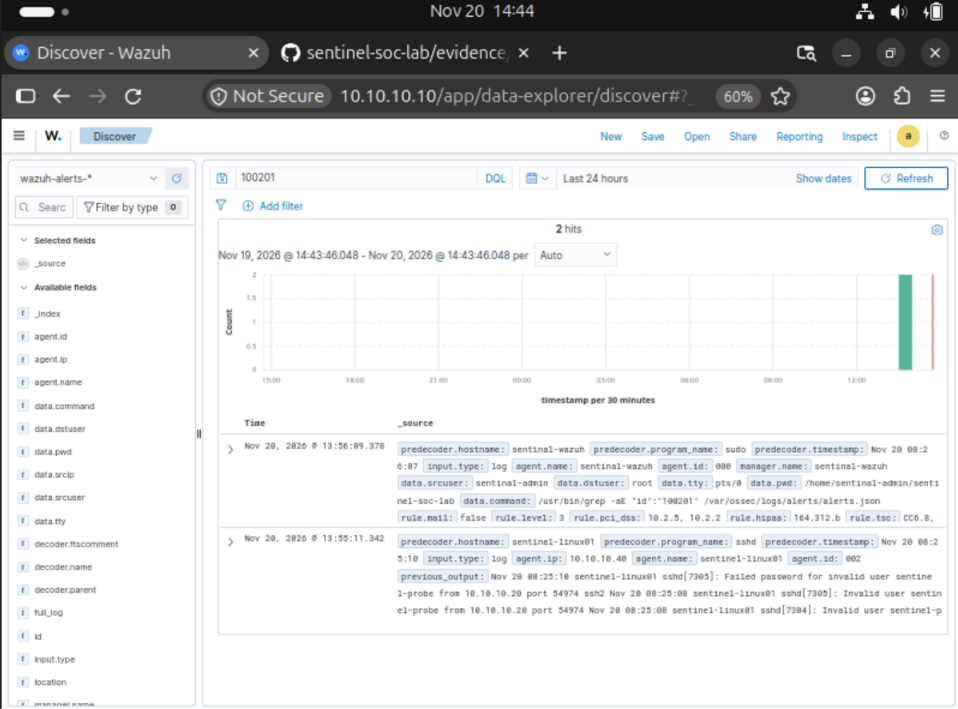 Nov 20 14:44
Discover - Wazuh
sentinel-soc-lab/evidence
Not Secure 10.10.10.10/app/data-explorer/discover#?_ 60%
W. Discover New Save Open Share Reporting Inspect a
wazuh-alerts-* 100201 DQL Last 24 hours Show dates Refresh
Searc Filter by type 0 Add filter
Selected fields
_source
Available fields
_index
agent.id
agent.ip
agent.name
data.command
data.dstuser
data.pwd
data.srcip
data.srcuser
data.tty
decoder.ftscomment
decoder.name
decoder.parent
full_log
id
input.type
location
manager.name
2 hits
Nov 19, 2026 @ 14:43:46.048 - Nov 20, 2026 @ 14:43:46.048 per Auto
Count
2
1.5
1
0.5
0
15:00 18:00 21:00 00:00 03:00 06:00 09:00 12:00
timestamp per 30 minutes
Time _source
Nov 20, 2026 @ 13:56:09.378 predecoder.hostname: sentinel-wazuh predecoder.program_name: sudo predecoder.timestamp: Nov 20 08:2
6:07 input.type: log agent.name: sentinel-wazuh agent.id: 000 manager.name: sentinel-wazuh
data.srcuser: sentinel-admin data.dstuser: root data.tty: pts/0 data.pwd: /home/sentinel-admin/senti
nel-soc-lab data.command: /usr/bin/grep -aE "id":"100201" /var/ossec/logs/alerts/alerts.json
rule.mail: false rule.level: 3 rule.pci_dss: 10.2.5, 10.2.2 rule.hipaa: 164.312.b rule.tsc: CC6.8,
Nov 20, 2026 @ 13:55:11.342 predecoder.hostname: sentinel-linux01 predecoder.program_name: sshd predecoder.timestamp: Nov 20 08:2
5:10 input.type: log agent.ip: 10.10.10.40 agent.name: sentinel-linux01 agent.id: 002
previous_output: Nov 20 08:25:10 sentinel-linux01 sshd[7305]: Failed password for invalid user sentine
l-probe from 10.10.10.20 port 54974 ssh2 Nov 20 08:25:08 sentinel-linux01 sshd[7305]: Invalid user senti
nel-probe from 10.10.10.20 port 54974 Nov 20 08:25:08 sentinel-linux01 sshd[7304]: Invalid user sentinel-p